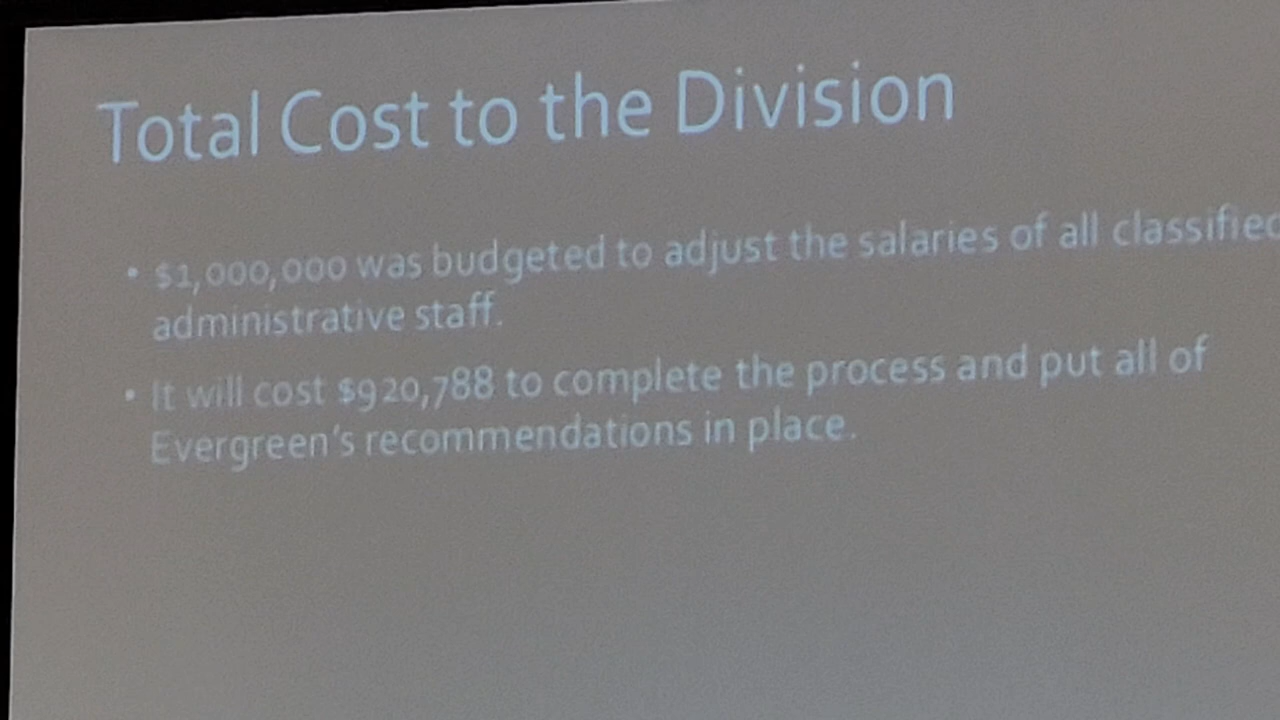 Total Cost to the Division
• $1,000,000 was budgeted to adjust the salaries of all classified
administrative staff.
• It will cost $920,788 to complete the process and put all of
Evergreen's recommendations in place.